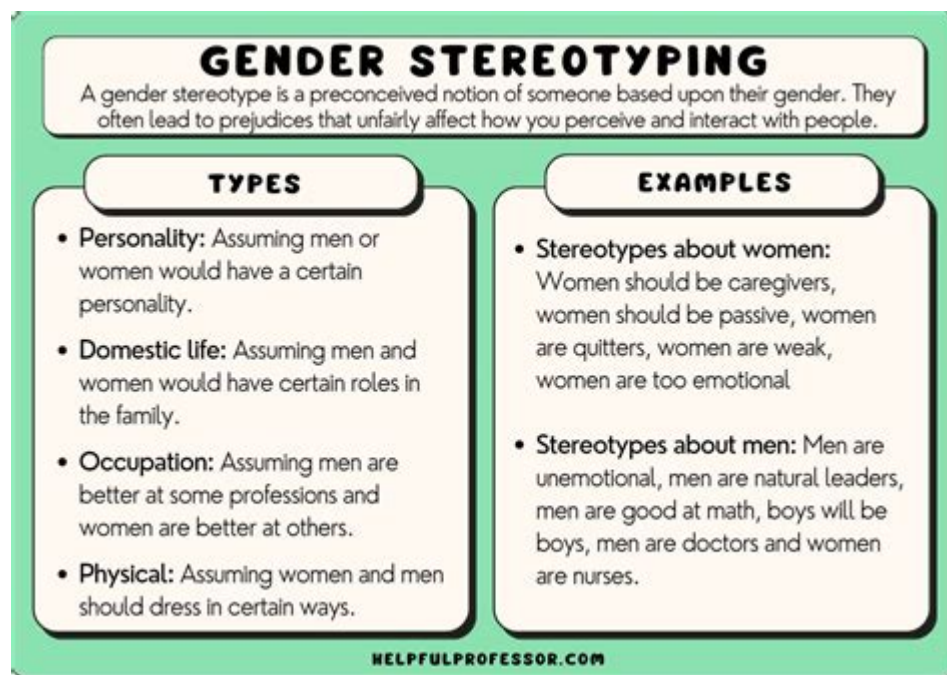 GENDER STEREOTYPING
A gender stereotype is a preconceived notion of someone based upon their gender. They
often lead to prejudices that unfairly affect how you perceive and interact with people.
TYPES
• Personality: Assuming men or
women would have a certain
personality.
• Domestic life: Assuming men and
women would have certain roles in
the family.
• Occupation: Assuming men are
better at some professions and
women are better at others.
• Physical: Assuming women and men
should dress in certain ways.
EXAMPLES
• Stereotypes about women:
Women should be caregivers,
women should be passive, women
are quitters, women are weak,
women are too emotional
• Stereotypes about men: Men are
unemotional, men are natural leaders,
men are good at math, boys will be
boys, men are doctors and women
are nurses.
HELPFULPROFESSOR.COM